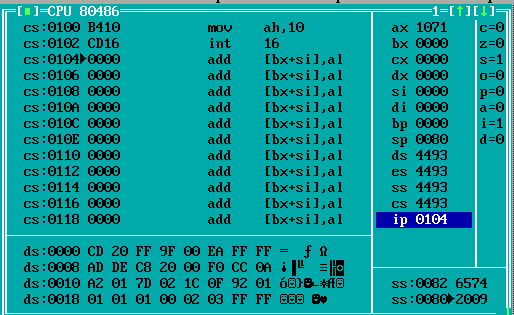 [■]=CPU 80486 1=[↑][↓]
cs:0100 B410 mov ah,10 ax 1071 c=0
cs:0102 CD16 int 16 bx 0000 z=0
cs:0104►0000 add [bx+si],al cx 0000 s=1
cs:0106 0000 add [bx+si],al dx 0000 o=0
cs:0108 0000 add [bx+si],al si 0000 p=0
cs:010A 0000 add [bx+si],al di 0000 a=0
cs:010C 0000 add [bx+si],al bp 0000 i=1
cs:010E 0000 add [bx+si],al sp 0080 d=0
cs:0110 0000 add [bx+si],al ds 4493
cs:0112 0000 add [bx+si],al es 4493
cs:0114 0000 add [bx+si],al ss 4493
cs:0116 0000 add [bx+si],al cs 4493
cs:0118 0000 add [bx+si],al ip 0104
ds:0000 CD 20 FF 9F 00 EA FF FF = ƒ Ω
ds:0008 AD DE C8 20 00 F0 CC 0A
ds:0010 A2 01 7D 02 1C 0F 92 01 ss:0082 6574
ds:0018 01 01 01 00 02 03 FF FF ss:0080►2009